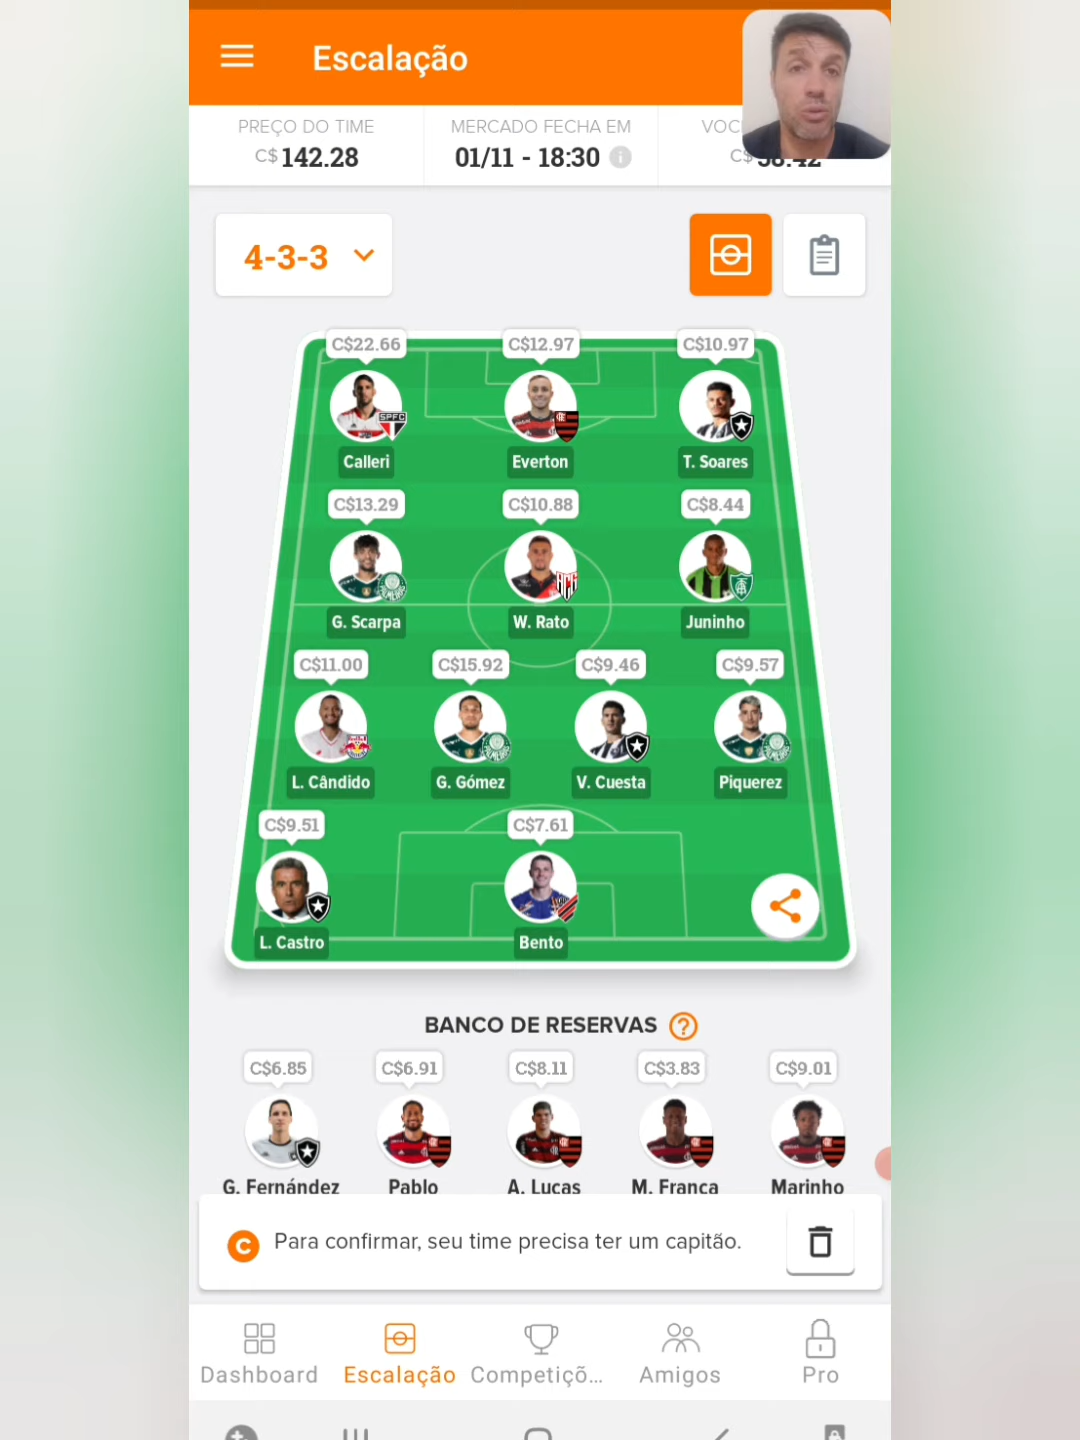 Escalação
PREÇO DO TIME
C$ 142.28
MERCADO FECHA EM
01/11 - 18:30
VOC
C$
4-3-3
C$22.66
C$12.97
C$10.97
Calleri
Everton
T. Soares
C$13.29
C$10.88
C$8.44
G. Scarpa
W. Rato
Juninho
C$11.00
C$15.92
C$9.46
C$9.57
L. Cândido
G. Gómez
V. Cuesta
Piquerez
C$9.51
C$7.61
L. Castro
Bento
BANCO DE RESERVAS ?
C$6.85
C$6.91
C$8.11
C$3.83
C$9.01
G. Fernández
Pablo
A. Lucas
M. França
Marinho
C Para confirmar, seu time precisa ter um capitão.
Dashboard
Escalação
Competiçõ...
Amigos
Pro